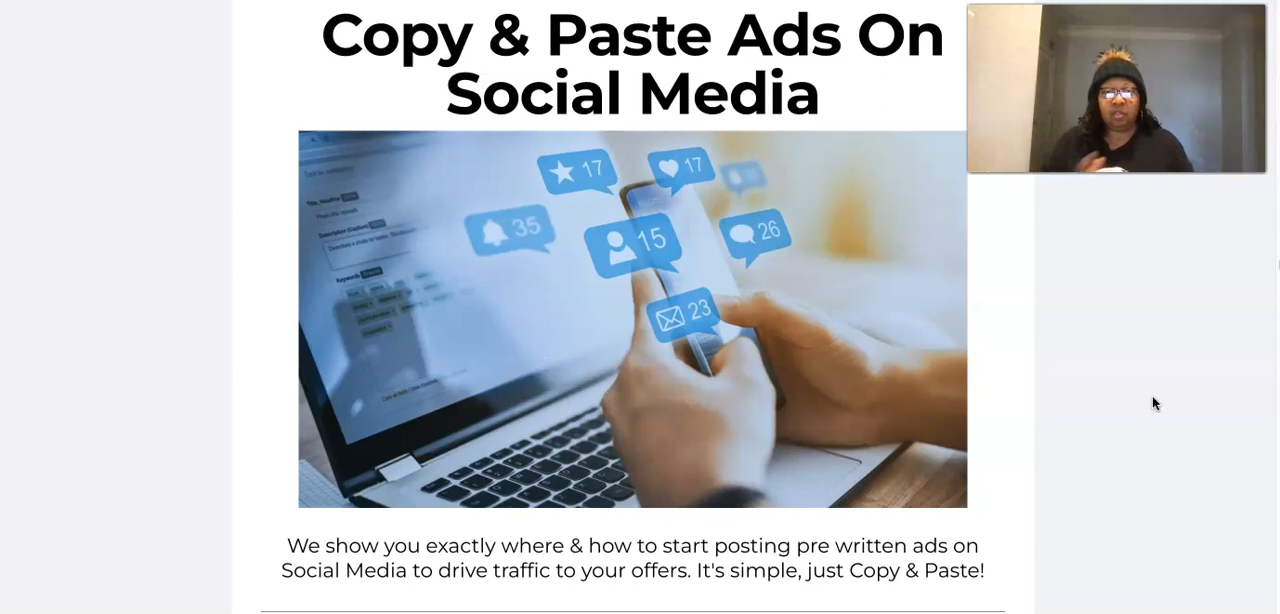 Copy & Paste Ads On
Social Media
17
17
35
15
26
23
We show you exactly where & how to start posting pre written ads on
Social Media to drive traffic to your offers. It's simple, just Copy & Paste!